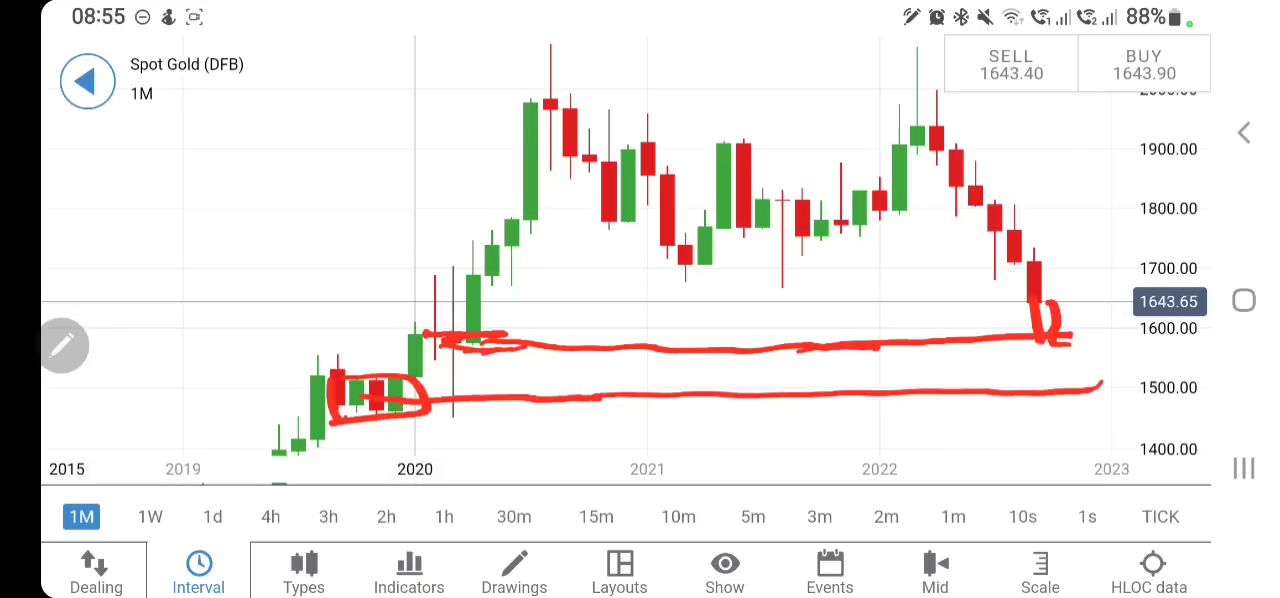 08:55
88%
Spot Gold (DFB)
1M
SELL
1643.40
BUY
1643.90
1900.00
1800.00
1700.00
1643.65
1600.00
1500.00
1400.00
2015 2019 2020 2021 2022 2023
1M 1W 1d 4h 3h 2h 1h 30m 15m 10m 5m 3m 2m 1m 10s 1s TICK
Dealing Interval Types Indicators Drawings Layouts Show Events Mid Scale HLOC data